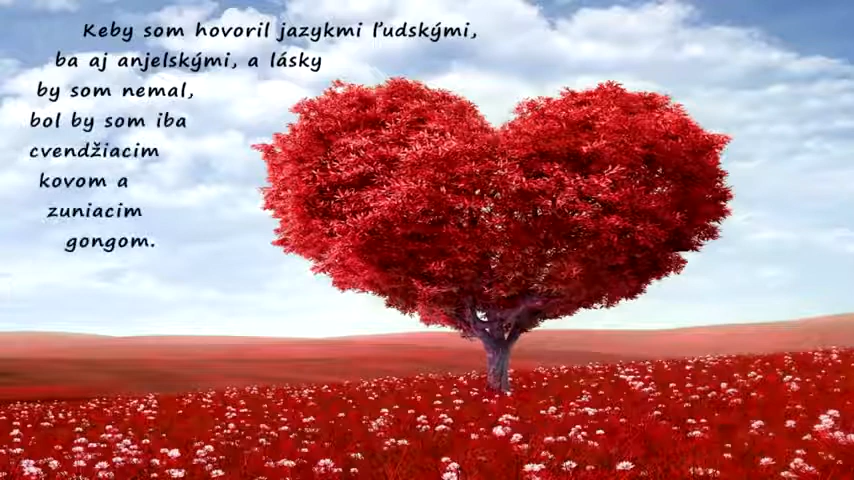 Keby som hovoril jazykmi ľudskými,
ba aj anjelskými, a lásky
by som nemal,
bol by som iba
cvendžiacim
kovom a
zuniacim
gongom.